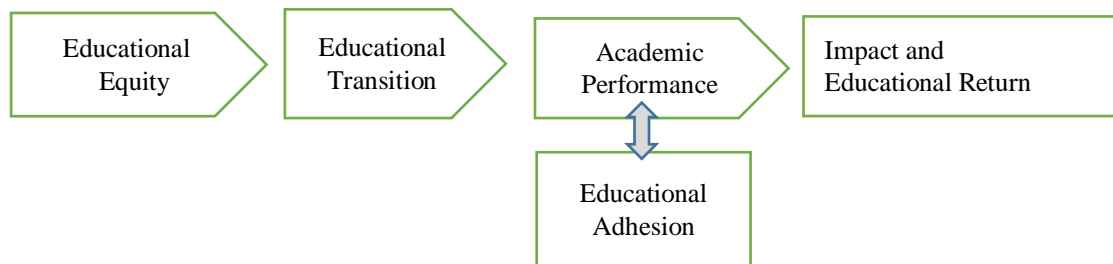 Educational
Equity
Educational
Transition
Academic
Performance
Impact and
Educational Return
Educational
Adhesion